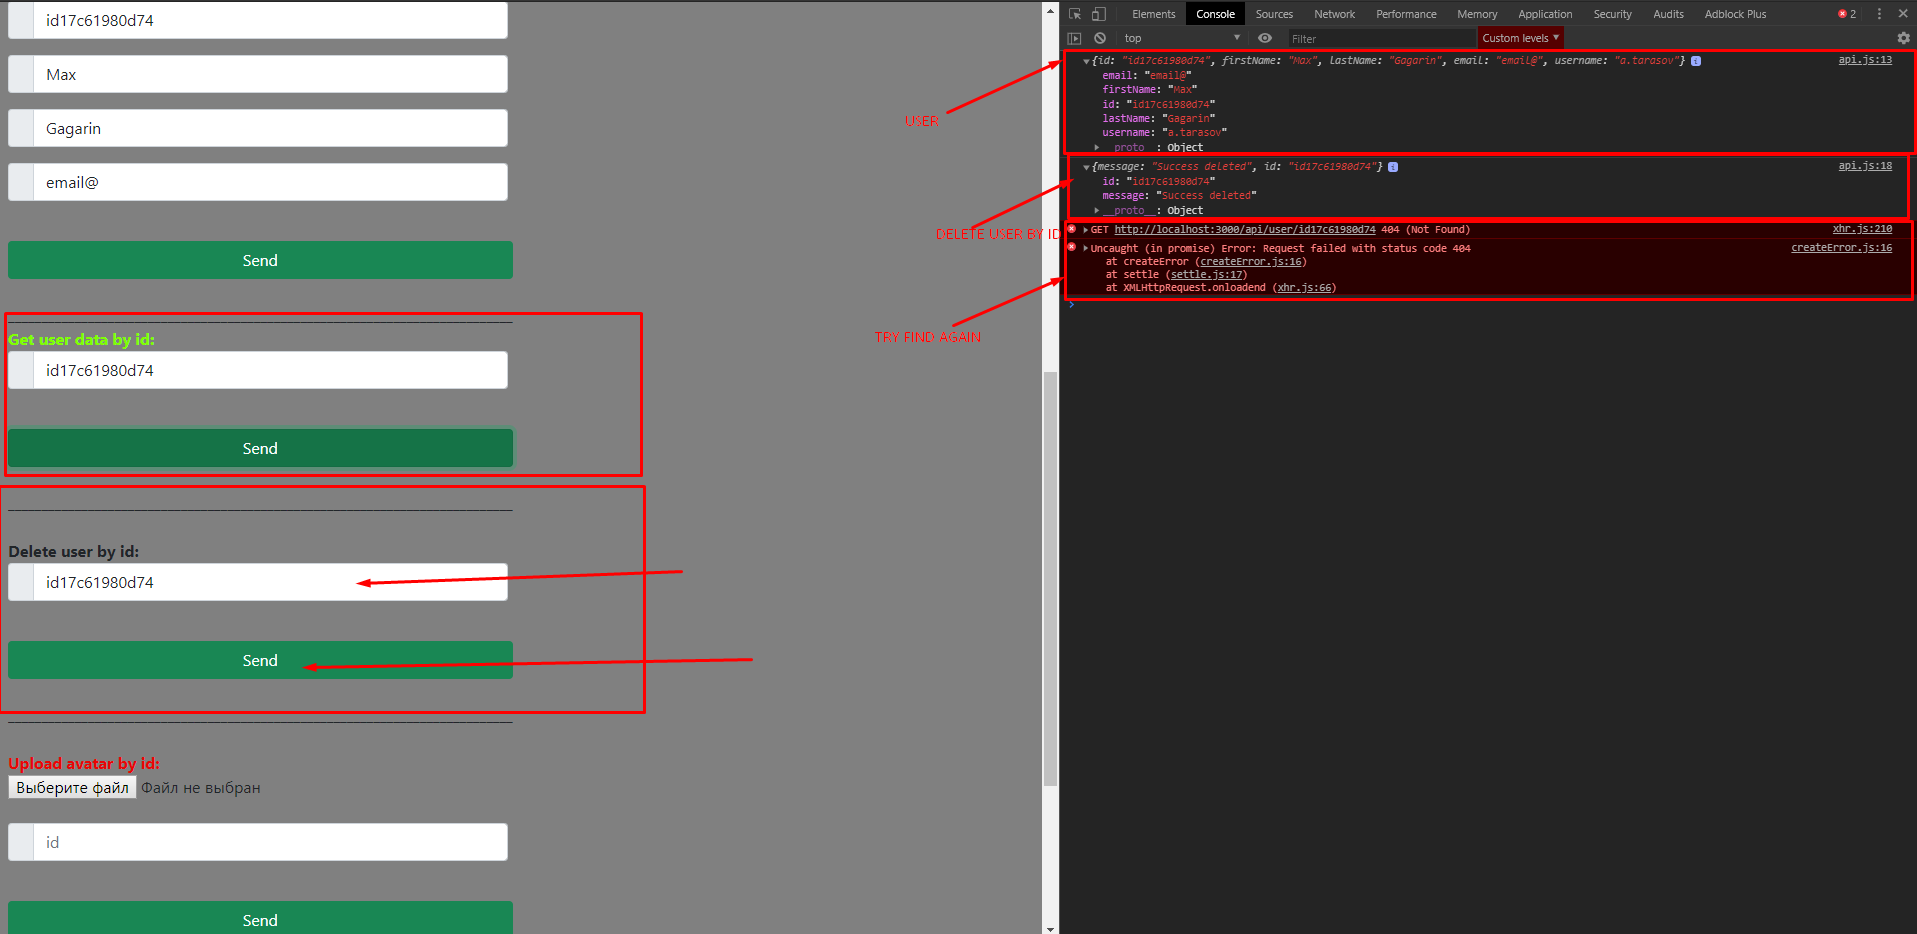 id17c61980d74
Max
Gagarin
email@
Send
Get user data by id:
id17c61980d74
Send
Delete user by id:
id17c61980d74
Send
Upload avatar by id:
Выберите файл Файл не выбран
id
Send
USER
DELETE USER BY ID
TRY FIND AGAIN
Elements Console Sources Network Performance Memory Application Security Audits Adblock Plus 2
top Filter Custom levels
{id: "id17c61980d74", firstName: "Max", lastName: "Gagarin", email: "email@", username: "a.tarasov"} api.js:13
email: "email@"
firstName: "Max"
id: "id17c61980d74"
lastName: "Gagarin"
username: "a.tarasov"
__proto__: Object
{message: "Success deleted", id: "id17c61980d74"} api.js:18
id: "id17c61980d74"
message: "Success deleted"
__proto__: Object
GET http://localhost:3000/api/user/id17c61980d74 404 (Not Found) xhr.js:210
Uncaught (in promise) Error: Request failed with status code 404 createError.js:16
at createError (createError.js:16)
at settle (settle.js:17)
at XMLHttpRequest.onloadend (xhr.js:66)